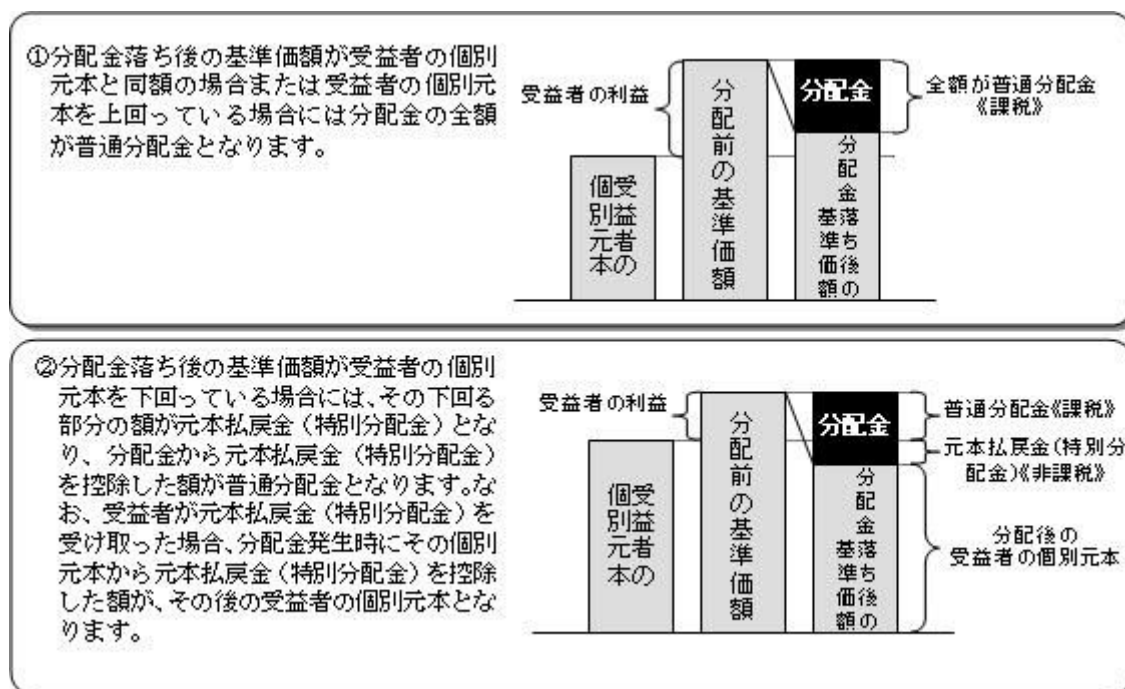 ①分配金落ち後の基準価額が受益者の個別
元本と同額の場合または受益者の個別元
本を上回っている場合には分配金の全額
が普通分配金となります。
受益者の利益
受益者の
個別元本
分配前の基準価額
分配金
分配金落ち後の
基準価額
全額が普通分配金
《課税》
②分配金落ち後の基準価額が受益者の個別
元本を下回っている場合には、その下回る
部分の額が元本払戻金（特別分配金）とな
り、分配金から元本払戻金（特別分配金）
を控除した額が普通分配金となります。な
お、受益者が元本払戻金（特別分配金）を
受け取った場合、分配金発生時にその個別
元本から元本払戻金（特別分配金）を控除
した額が、その後の受益者の個別元本とな
ります。
受益者の利益
受益者の
個別元本
分配前の基準価額
分配金
分配金落ち後の
基準価額
普通分配金《課税》
元本払戻金(特別分
配金)《非課税》
分配後の
受益者の個別元本